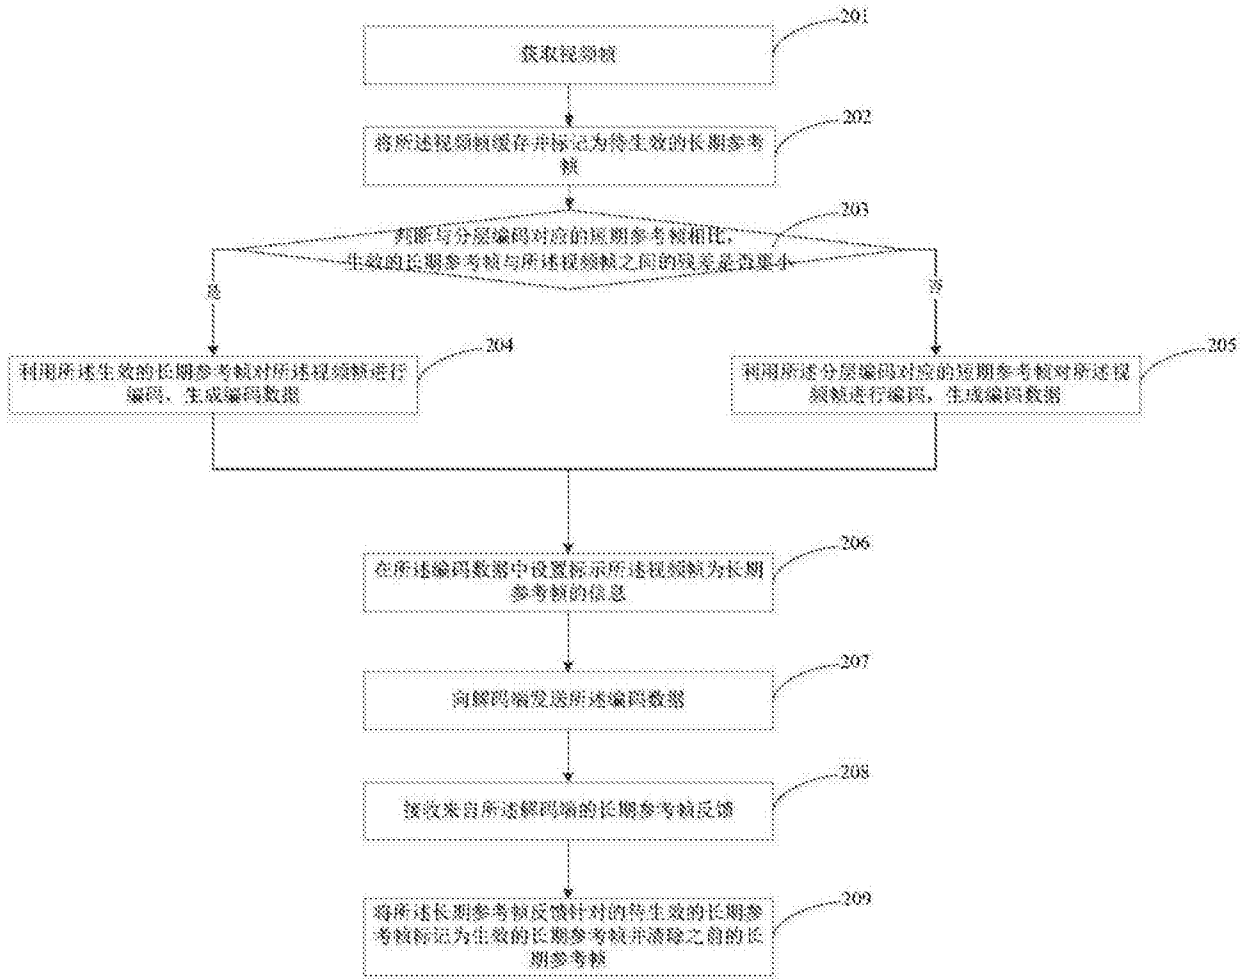 201
获取视频帧
202
将所述视频帧缓存并标记为待生效的长期参考
帧
203
判断与分层编码对应的短期参考帧相比，
生效的长期参考帧与所述视频帧之间的残差是否更小
是
否
204
利用所述生效的长期参考帧对所述视频帧进行
编码，生成编码数据
205
利用所述分层编码对应的短期参考帧对所述视
频帧进行编码，生成编码数据
206
在所述编码数据中设置标示所述视频帧为长期
参考帧的信息
207
向解码端发送所述编码数据
208
接收来自所述解码端的长期参考帧反馈
209
将所述长期参考帧反馈针对的待生效的长期参
考帧标记为生效的长期参考帧并清除之前的长
期参考帧